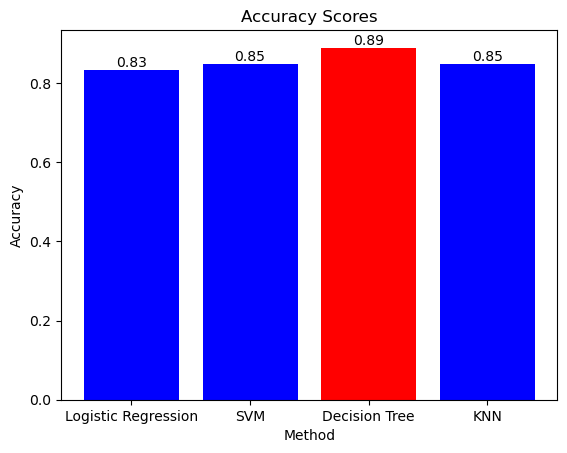 Accuracy Scores
0.83
0.85
0.89
0.85
0.8
0.6
0.4
0.2
0.0
Accuracy
Logistic Regression
SVM
Decision Tree
KNN
Method